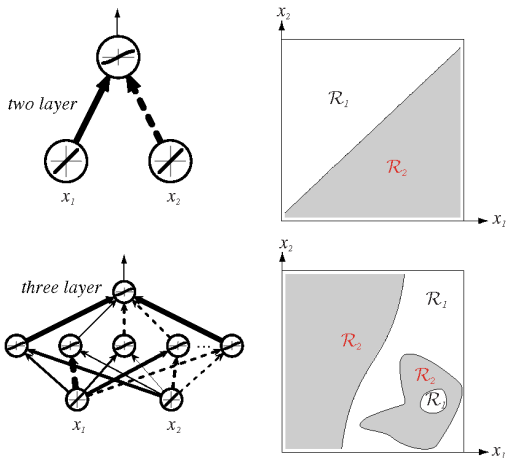 x₂
two layer
R₁
R₂
x₁
x₁ x₂
x₂
three layer
R₁
R₂
R₂
R₁
...
x₁ x₂
x₁